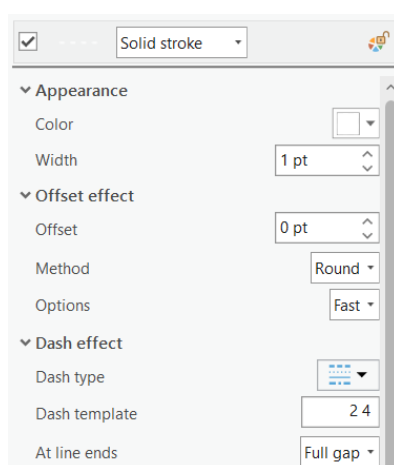 Solid stroke
Appearance
Color
Width 1 pt
Offset effect
Offset 0 pt
Method Round
Options Fast
Dash effect
Dash type
Dash template 2 4
At line ends Full gap